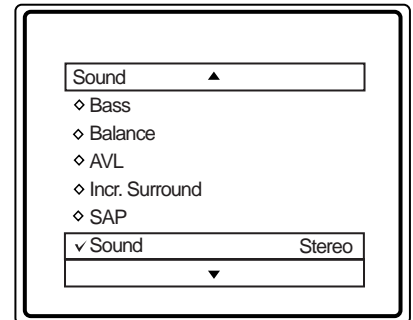 Sound ▲
◇ Bass
◇ Balance
◇ AVL
◇ Incr. Surround
◇ SAP
✓ Sound Stereo
▼